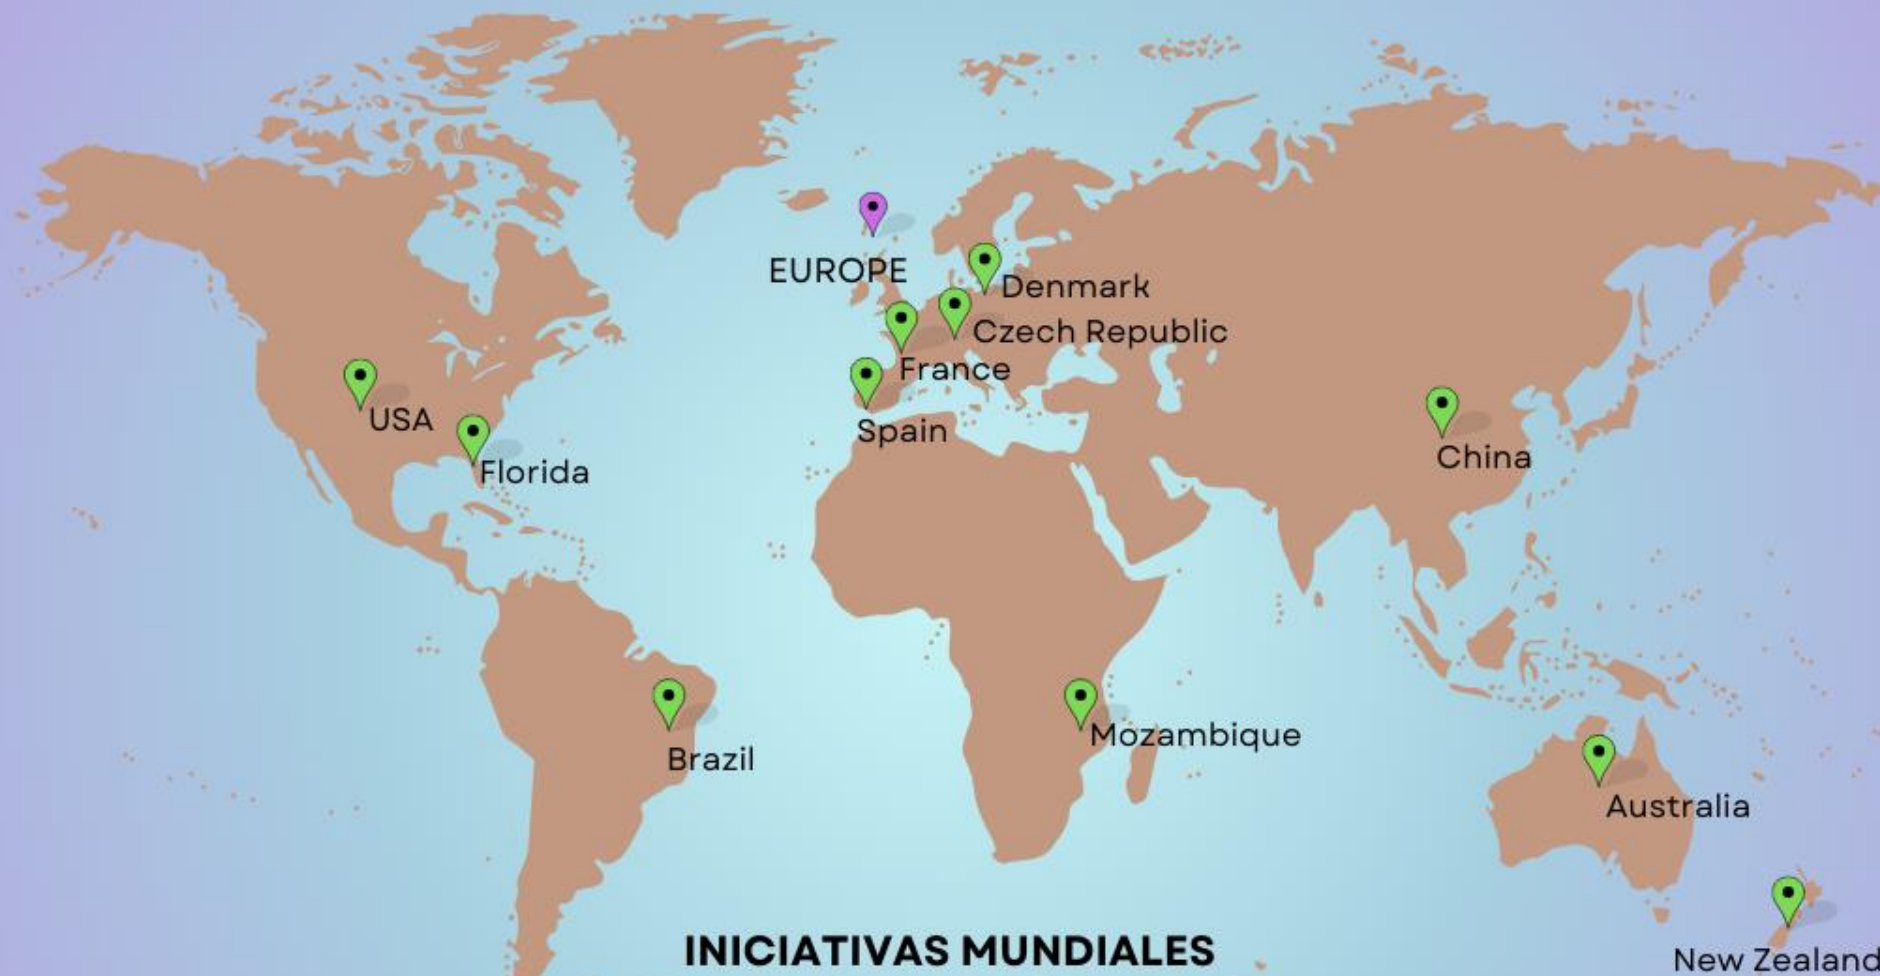 EUROPE
Denmark
Czech Republic
France
USA
Spain
China
Florida
Mozambique
Brazil
Australia
INICIATIVAS MUNDIALES
New Zealand